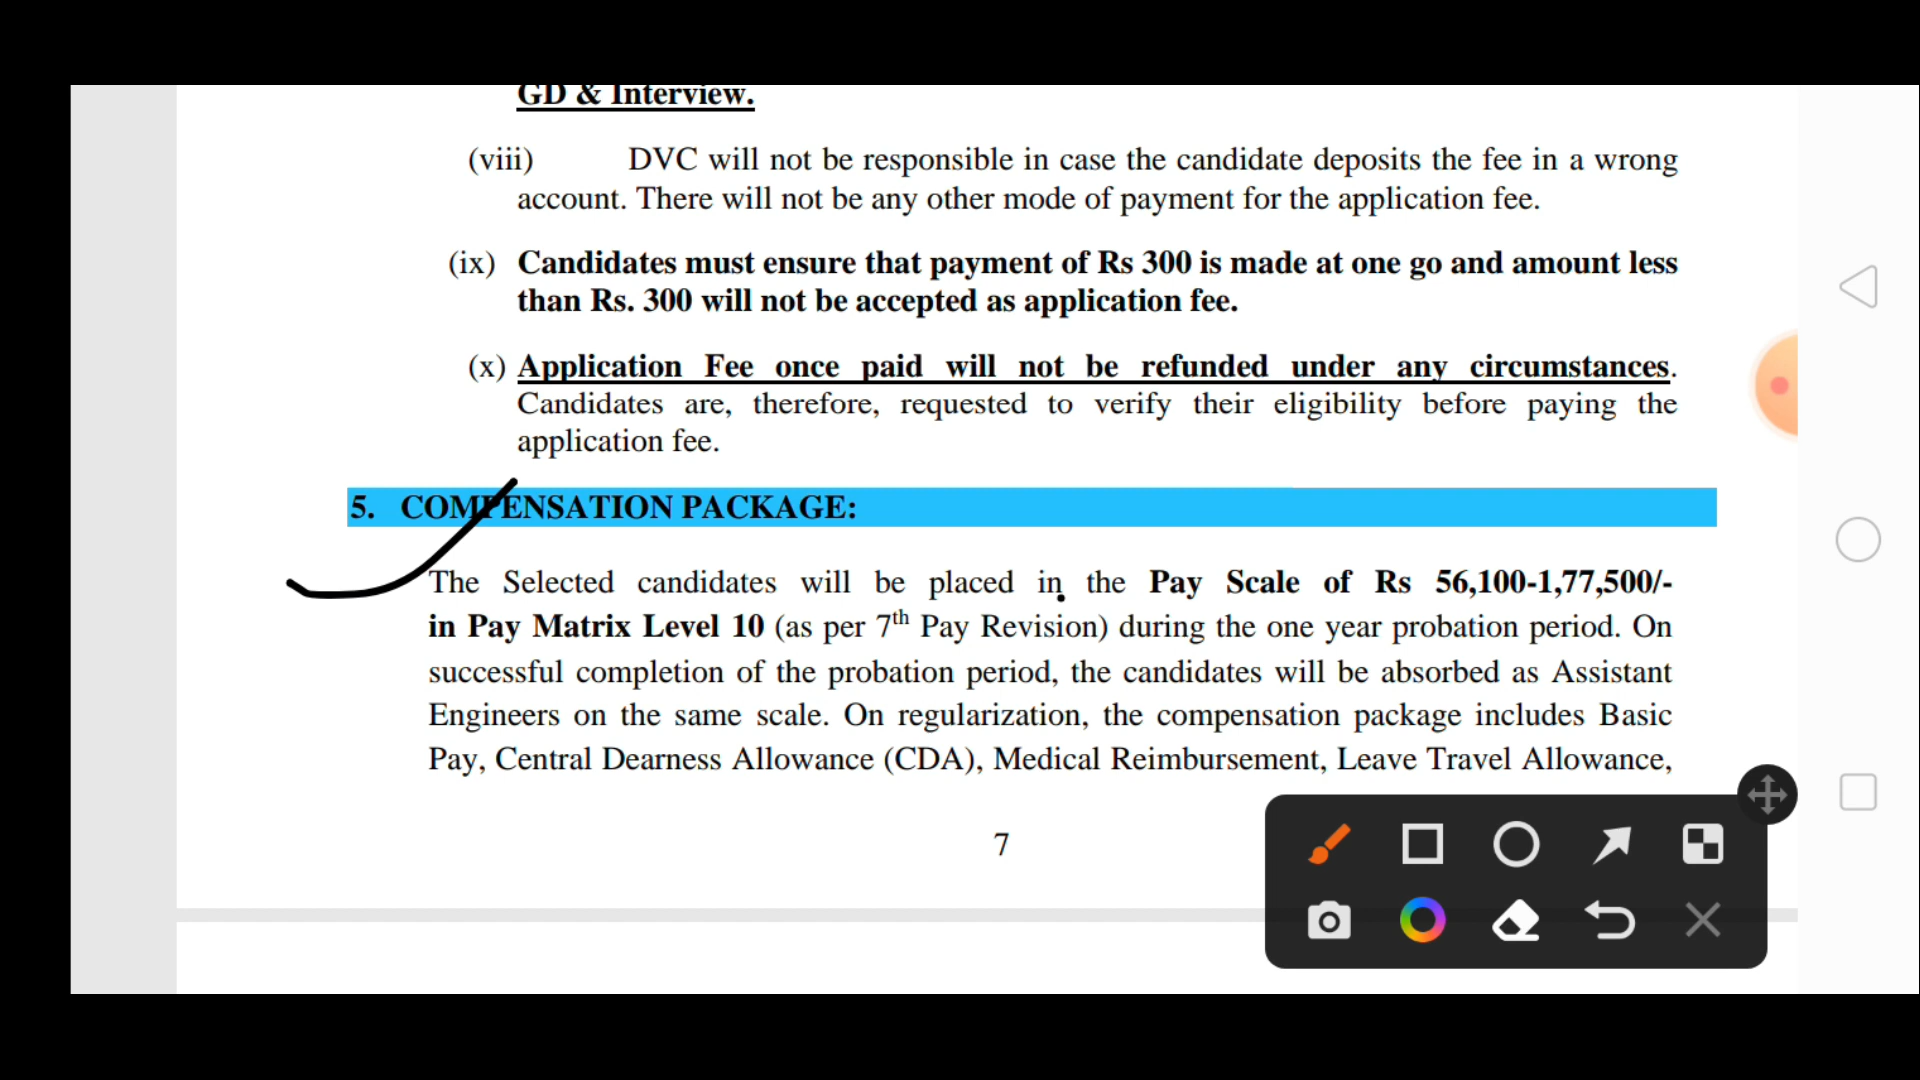 GD & Interview.
(viii) DVC will not be responsible in case the candidate deposits the fee in a wrong
account. There will not be any other mode of payment for the application fee.
(ix) Candidates must ensure that payment of Rs 300 is made at one go and amount less
than Rs. 300 will not be accepted as application fee.
(x) Application Fee once paid will not be refunded under any circumstances.
Candidates are, therefore, requested to verify their eligibility before paying the
application fee.
5. COMPENSATION PACKAGE:
The Selected candidates will be placed in the Pay Scale of Rs 56,100-1,77,500/-
in Pay Matrix Level 10 (as per 7th Pay Revision) during the one year probation period. On
successful completion of the probation period, the candidates will be absorbed as Assistant
Engineers on the same scale. On regularization, the compensation package includes Basic
Pay, Central Dearness Allowance (CDA), Medical Reimbursement, Leave Travel Allowance,
7